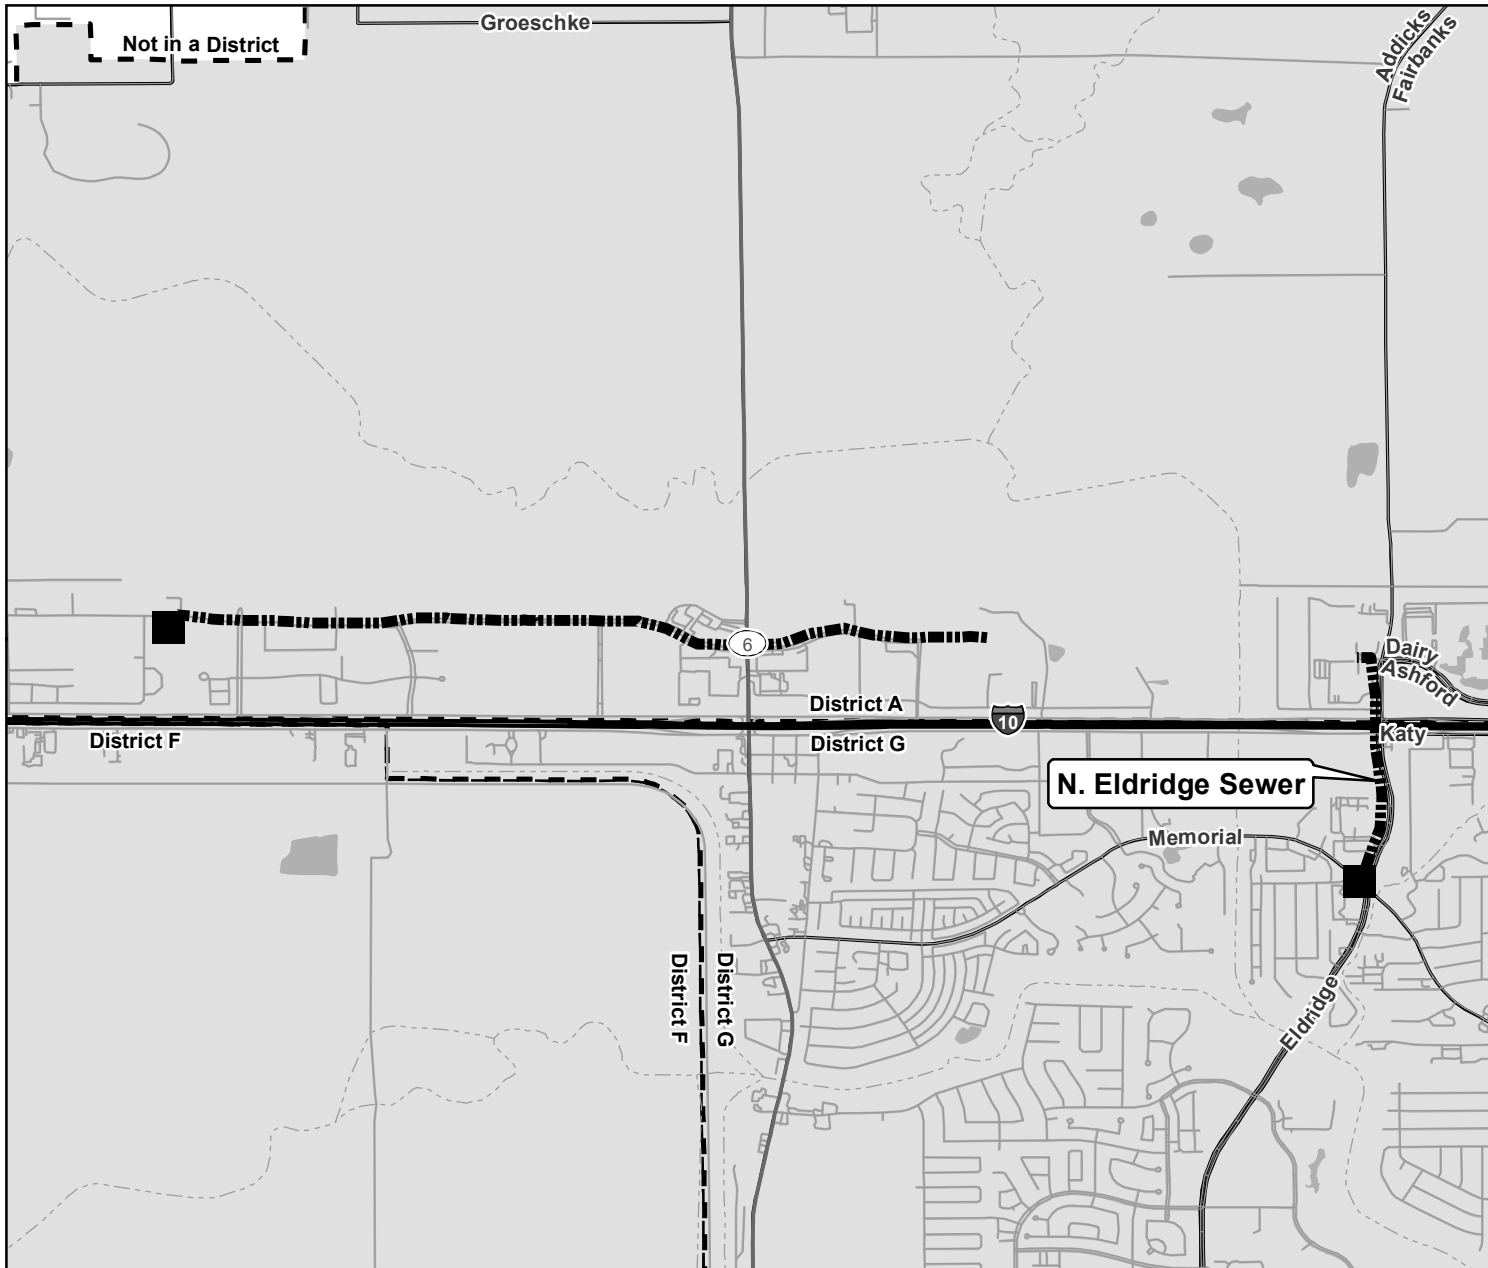 Groeschke
Not in a District
Addicks
Fairbanks
6
Dairy
Ashford
District A
10
District F
District G
Katy
N. Eldridge Sewer
Memorial
District F
District G
Eldridge